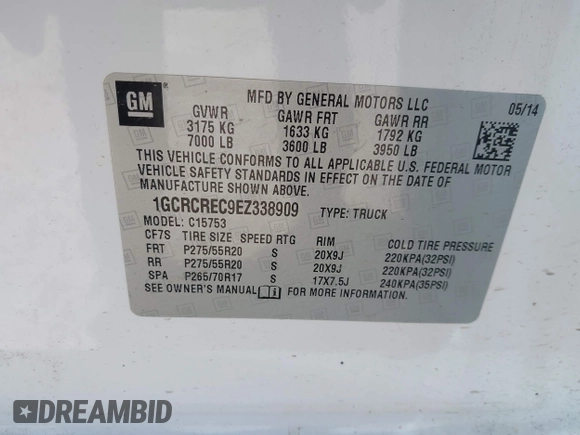 GM
MFD BY GENERAL MOTORS LLC
05/14
GVWR GAWR FRT GAWR RR
3175 KG 1633 KG 1792 KG
7000 LB 3600 LB 3950 LB
THIS VEHICLE CONFORMS TO ALL APPLICABLE U.S. FEDERAL MOTOR
VEHICLE SAFETY STANDARDS IN EFFECT ON THE DATE OF
MANUFACTURE SHOWN ABOVE.
1GCRCREC9EZ338909 TYPE: TRUCK
MODEL: C15753
CF7S TIRE SIZE SPEED RTG RIM COLD TIRE PRESSURE
FRT P275/55R20 S 20X9J 220KPA(32PSI)
RR P275/55R20 S 20X9J 220KPA(32PSI)
SPA P265/70R17 S 17X7.5J 240KPA(35PSI)
SEE OWNER'S MANUAL FOR MORE INFORMATION.
DREAMBID